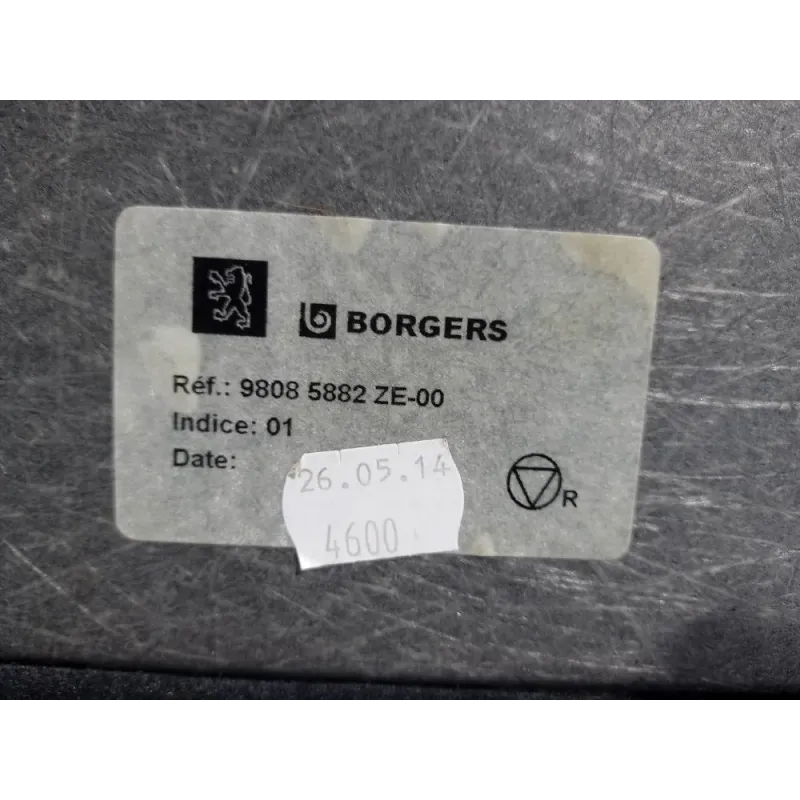 BORGERS
Réf.: 9808 5882 ZE-00
Indice: 01
Date:
26.05.14
4600
R